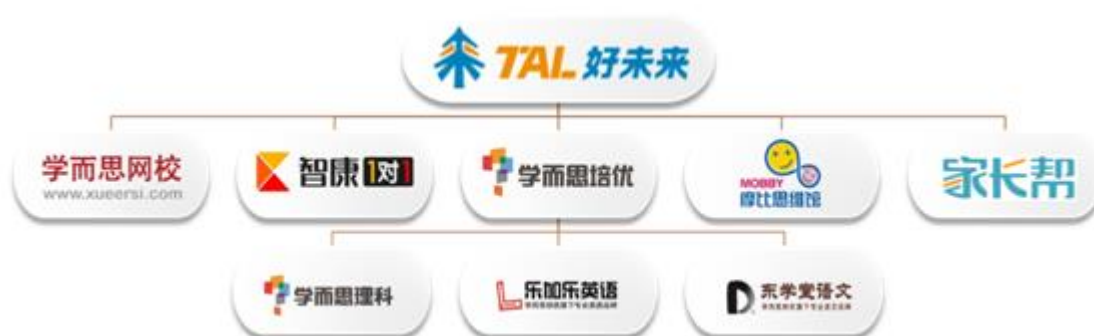 TAL 好未来
学而思网校
www.xueersi.com
智康1对1
学而思培优
MOBBY
摩比思维馆
家长帮
学而思理科
乐加乐英语
东学堂语文